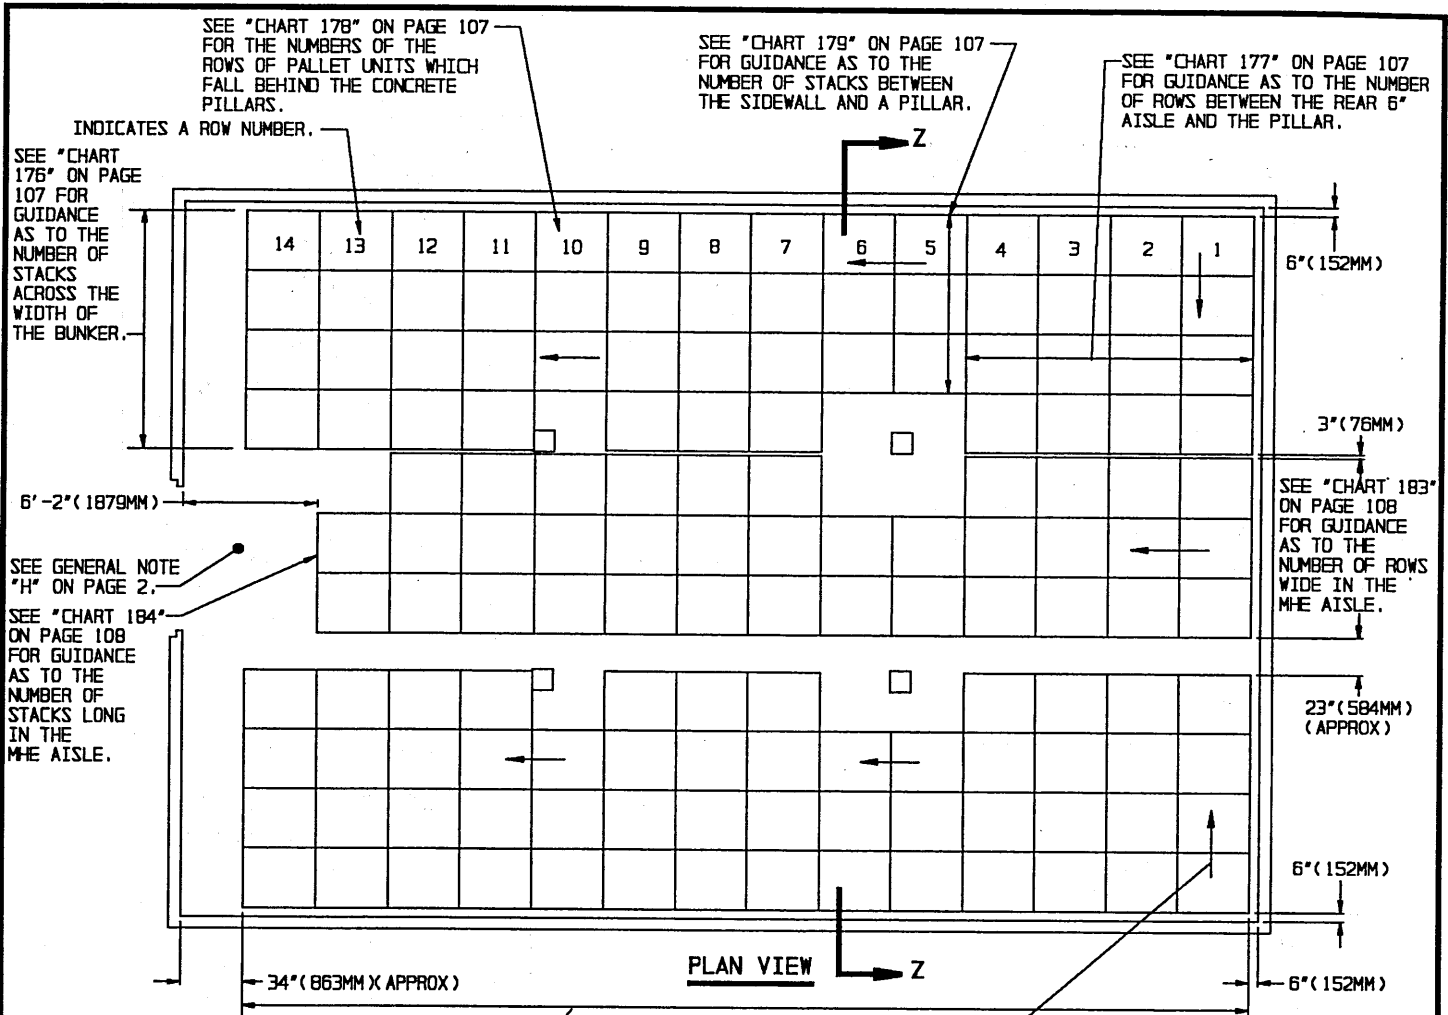 SEE "CHART 178" ON PAGE 107
FOR THE NUMBERS OF THE
ROWS OF PALLET UNITS WHICH
FALL BEHIND THE CONCRETE
PILLARS.
SEE "CHART 179" ON PAGE 107
FOR GUIDANCE AS TO THE
NUMBER OF STACKS BETWEEN
THE SIDEWALL AND A PILLAR.
SEE "CHART 177" ON PAGE 107
FOR GUIDANCE AS TO THE NUMBER
OF ROWS BETWEEN THE REAR 6"
AISLE AND THE PILLAR.
INDICATES A ROW NUMBER.
Z
SEE "CHART
176" ON PAGE
107 FOR
GUIDANCE
AS TO THE
NUMBER OF
STACKS
ACROSS THE
WIDTH OF
THE BUNKER.
14 13 12 11 10 9 8 7 6 5 4 3 2 1
6"(152MM)
3"(76MM)
6'-2"(1879MM)
SEE "CHART 183"
ON PAGE 108
FOR GUIDANCE
AS TO THE
NUMBER OF ROWS
WIDE IN THE
MHE AISLE.
SEE GENERAL NOTE
"H" ON PAGE 2.
SEE "CHART 184"
ON PAGE 108
FOR GUIDANCE
AS TO THE
NUMBER OF
STACKS LONG
IN THE
MHE AISLE.
23"(584MM)
(APPROX)
6"(152MM)
PLAN VIEW
Z
34"(863MM)(APPROX)
6"(152MM)